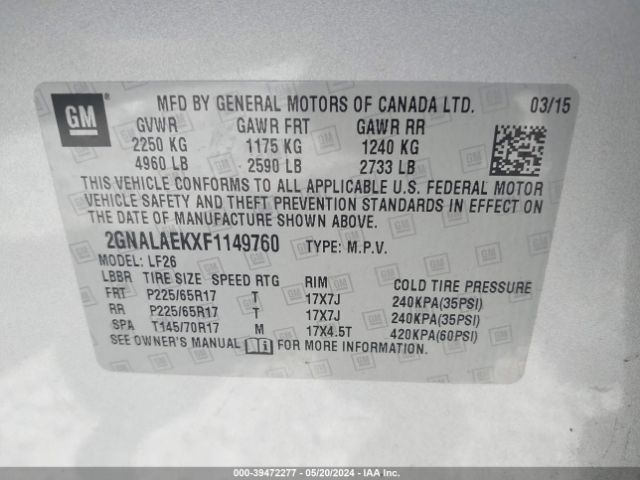 GM
MFD BY GENERAL MOTORS OF CANADA LTD. 03/15
GVWR GAWR FRT GAWR RR
2250 KG 1175 KG 1240 KG
4960 LB 2590 LB 2733 LB
THIS VEHICLE CONFORMS TO ALL APPLICABLE U.S. FEDERAL MOTOR
VEHICLE SAFETY AND THEFT PREVENTION STANDARDS IN EFFECT ON
THE DATE OF MANUFACTURE SHOWN ABOVE.
2GNALAEKXF1149760 TYPE: M.P.V.
MODEL: LF26
LBBR TIRE SIZE SPEED RTG RIM COLD TIRE PRESSURE
FRT P225/65R17 T 17X7J 240KPA(35PSI)
RR P225/65R17 T 17X7J 240KPA(35PSI)
SPA T145/70R17 M 17X4.5T 420KPA(60PSI)
SEE OWNER'S MANUAL FOR MORE INFORMATION.
000-39472277 - 05/20/2024 - IAA Inc.